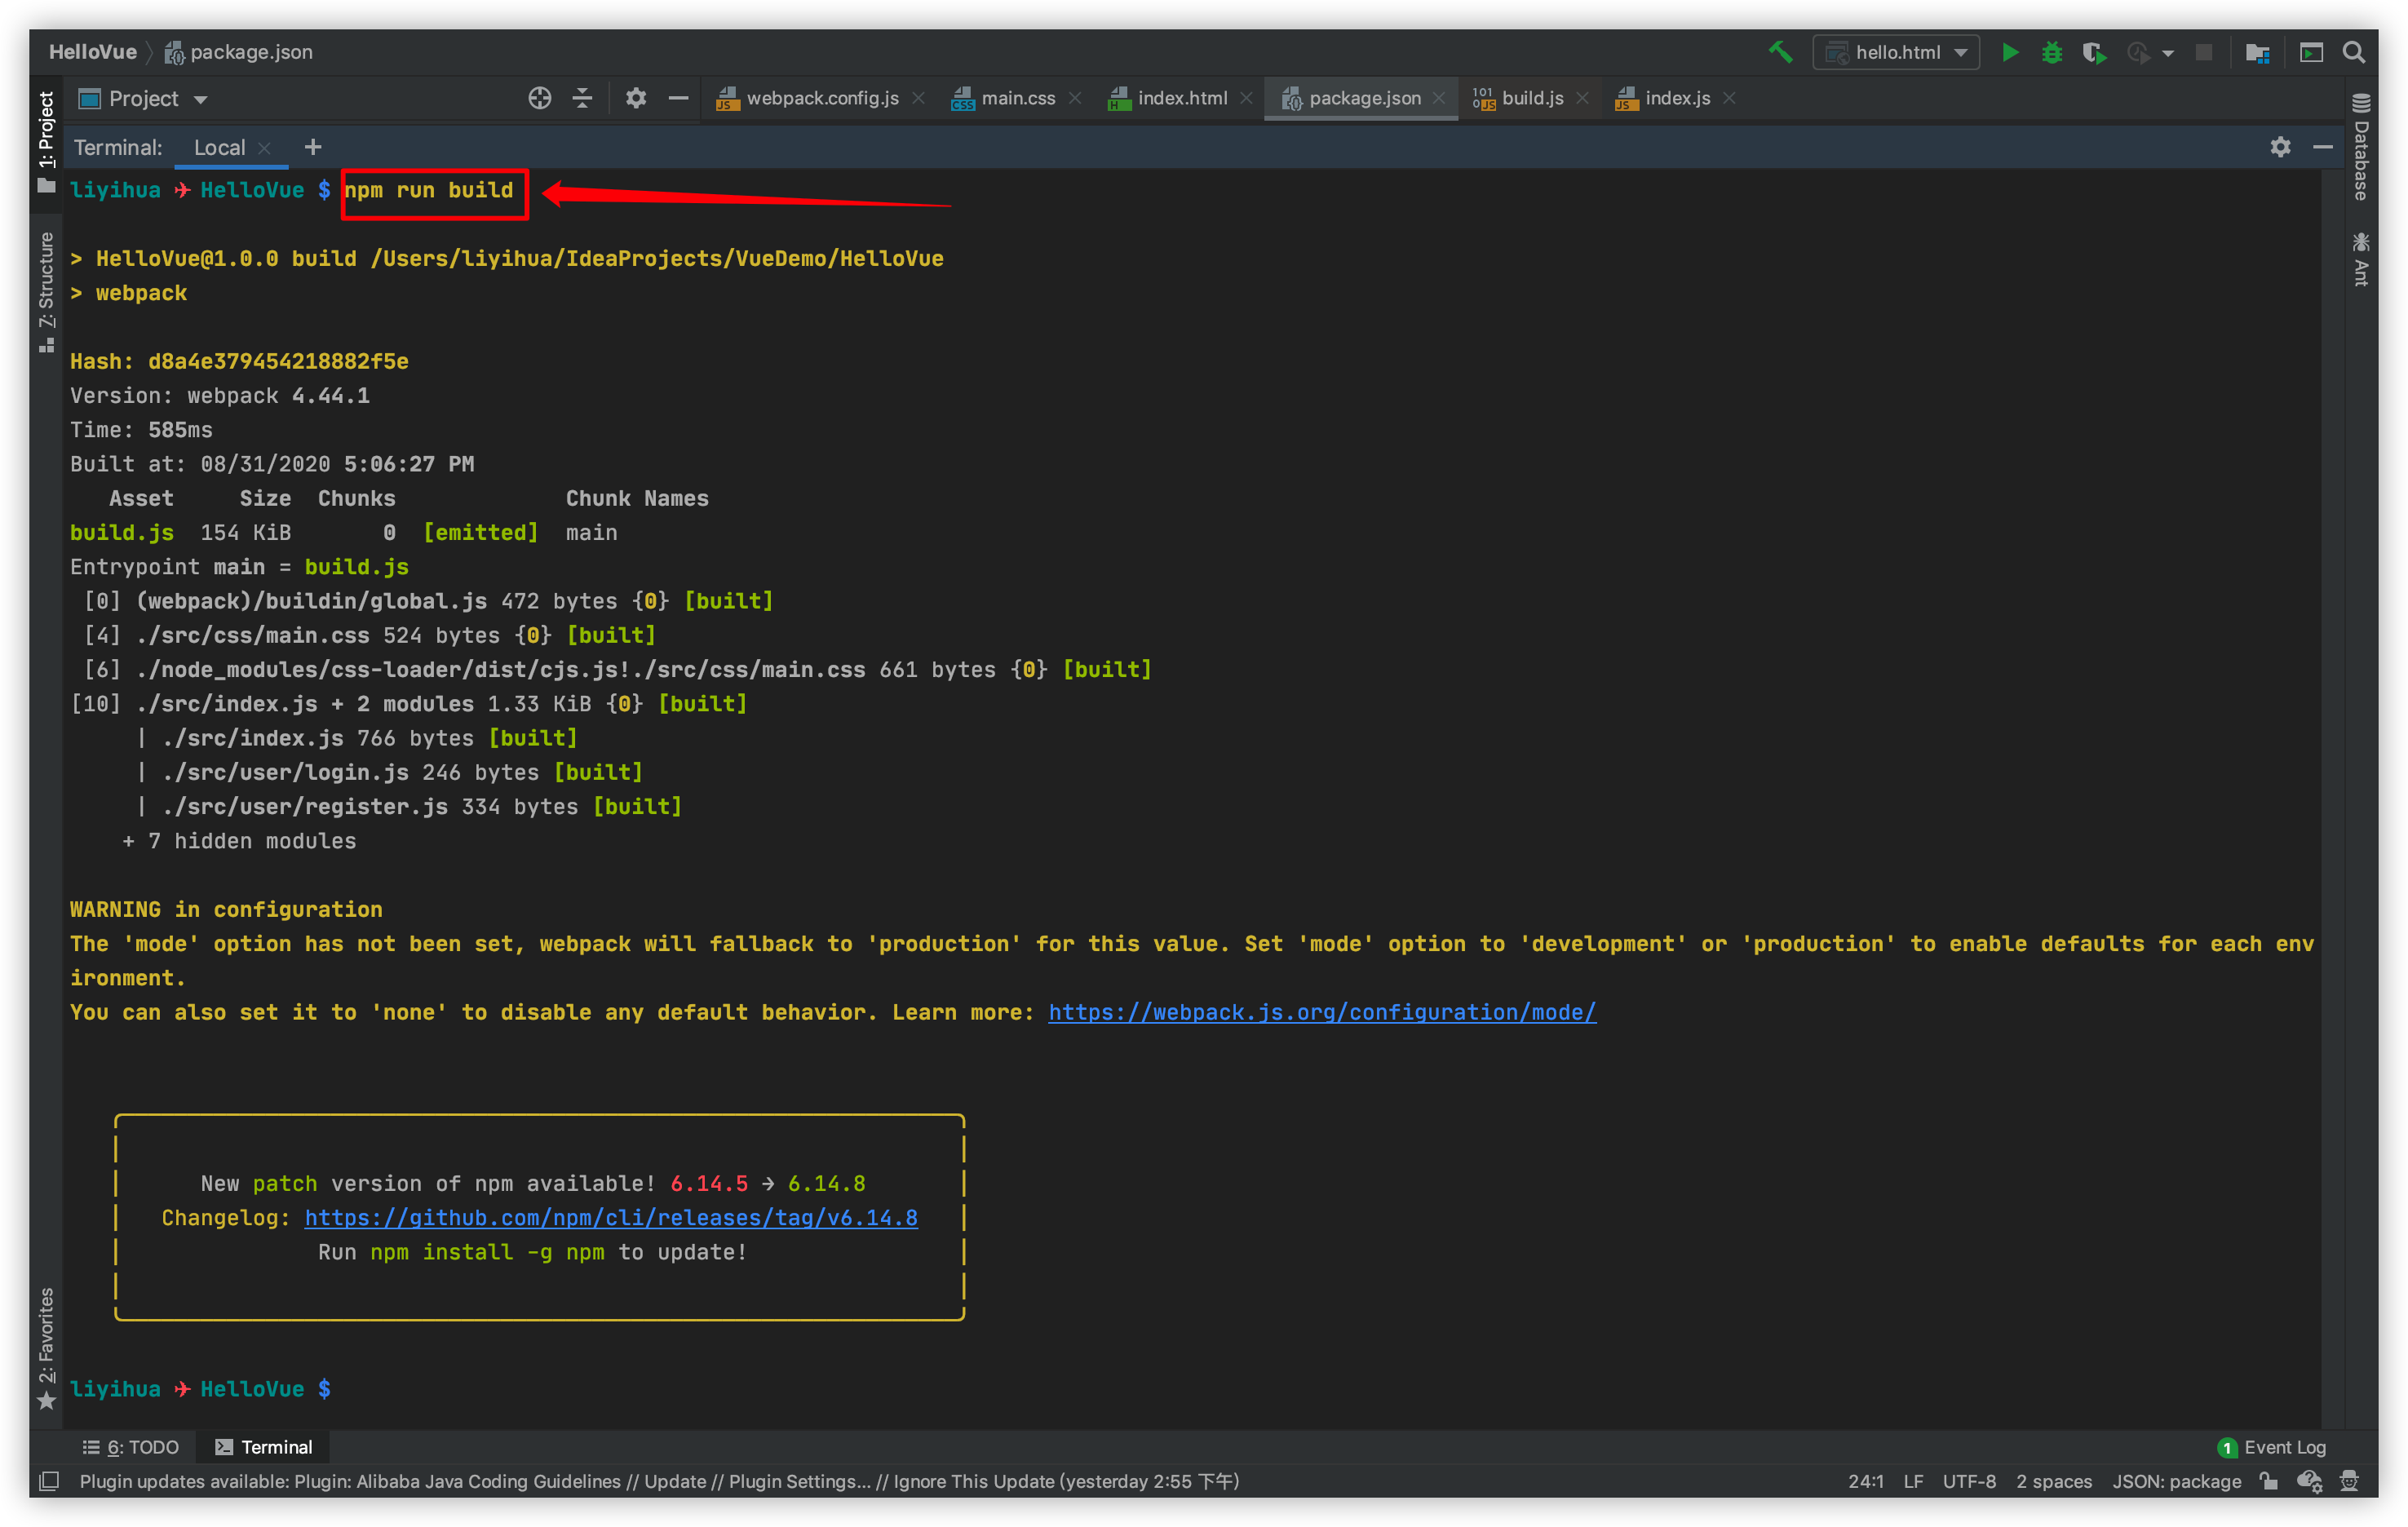 HelloVue package.json hello.html
Project webpack.config.js main.css index.html package.json build.js index.js
1: Project
Z: Structure
2: Favorites
Database
Ant
Terminal: Local +
liyihua ✈ HelloVue $ npm run build
> HelloVue@1.0.0 build /Users/liyihua/IdeaProjects/VueDemo/HelloVue
> webpack
Hash: d8a4e379454218882f5e
Version: webpack 4.44.1
Time: 585ms
Built at: 08/31/2020 5:06:27 PM
Asset Size Chunks Chunk Names
build.js 154 KiB 0 [emitted] main
Entrypoint main = build.js
[0] (webpack)/buildin/global.js 472 bytes {0} [built]
[4] ./src/css/main.css 524 bytes {0} [built]
[6] ./node_modules/css-loader/dist/cjs.js!./src/css/main.css 661 bytes {0} [built]
[10] ./src/index.js + 2 modules 1.33 KiB {0} [built]
| ./src/index.js 766 bytes [built]
| ./src/user/login.js 246 bytes [built]
| ./src/user/register.js 334 bytes [built]
+ 7 hidden modules
WARNING in configuration
The 'mode' option has not been set, webpack will fallback to 'production' for this value. Set 'mode' option to 'development' or 'production' to enable defaults for each env
ironment.
You can also set it to 'none' to disable any default behavior. Learn more: https://webpack.js.org/configuration/mode/
New patch version of npm available! 6.14.5 → 6.14.8
Changelog: https://github.com/npm/cli/releases/tag/v6.14.8
Run npm install -g npm to update!
liyihua ✈ HelloVue $
6: TODO Terminal 1 Event Log
Plugin updates available: Plugin: Alibaba Java Coding Guidelines // Update // Plugin Settings... // Ignore This Update (yesterday 2:55 下午) 24:1 LF UTF-8 2 spaces JSON: package